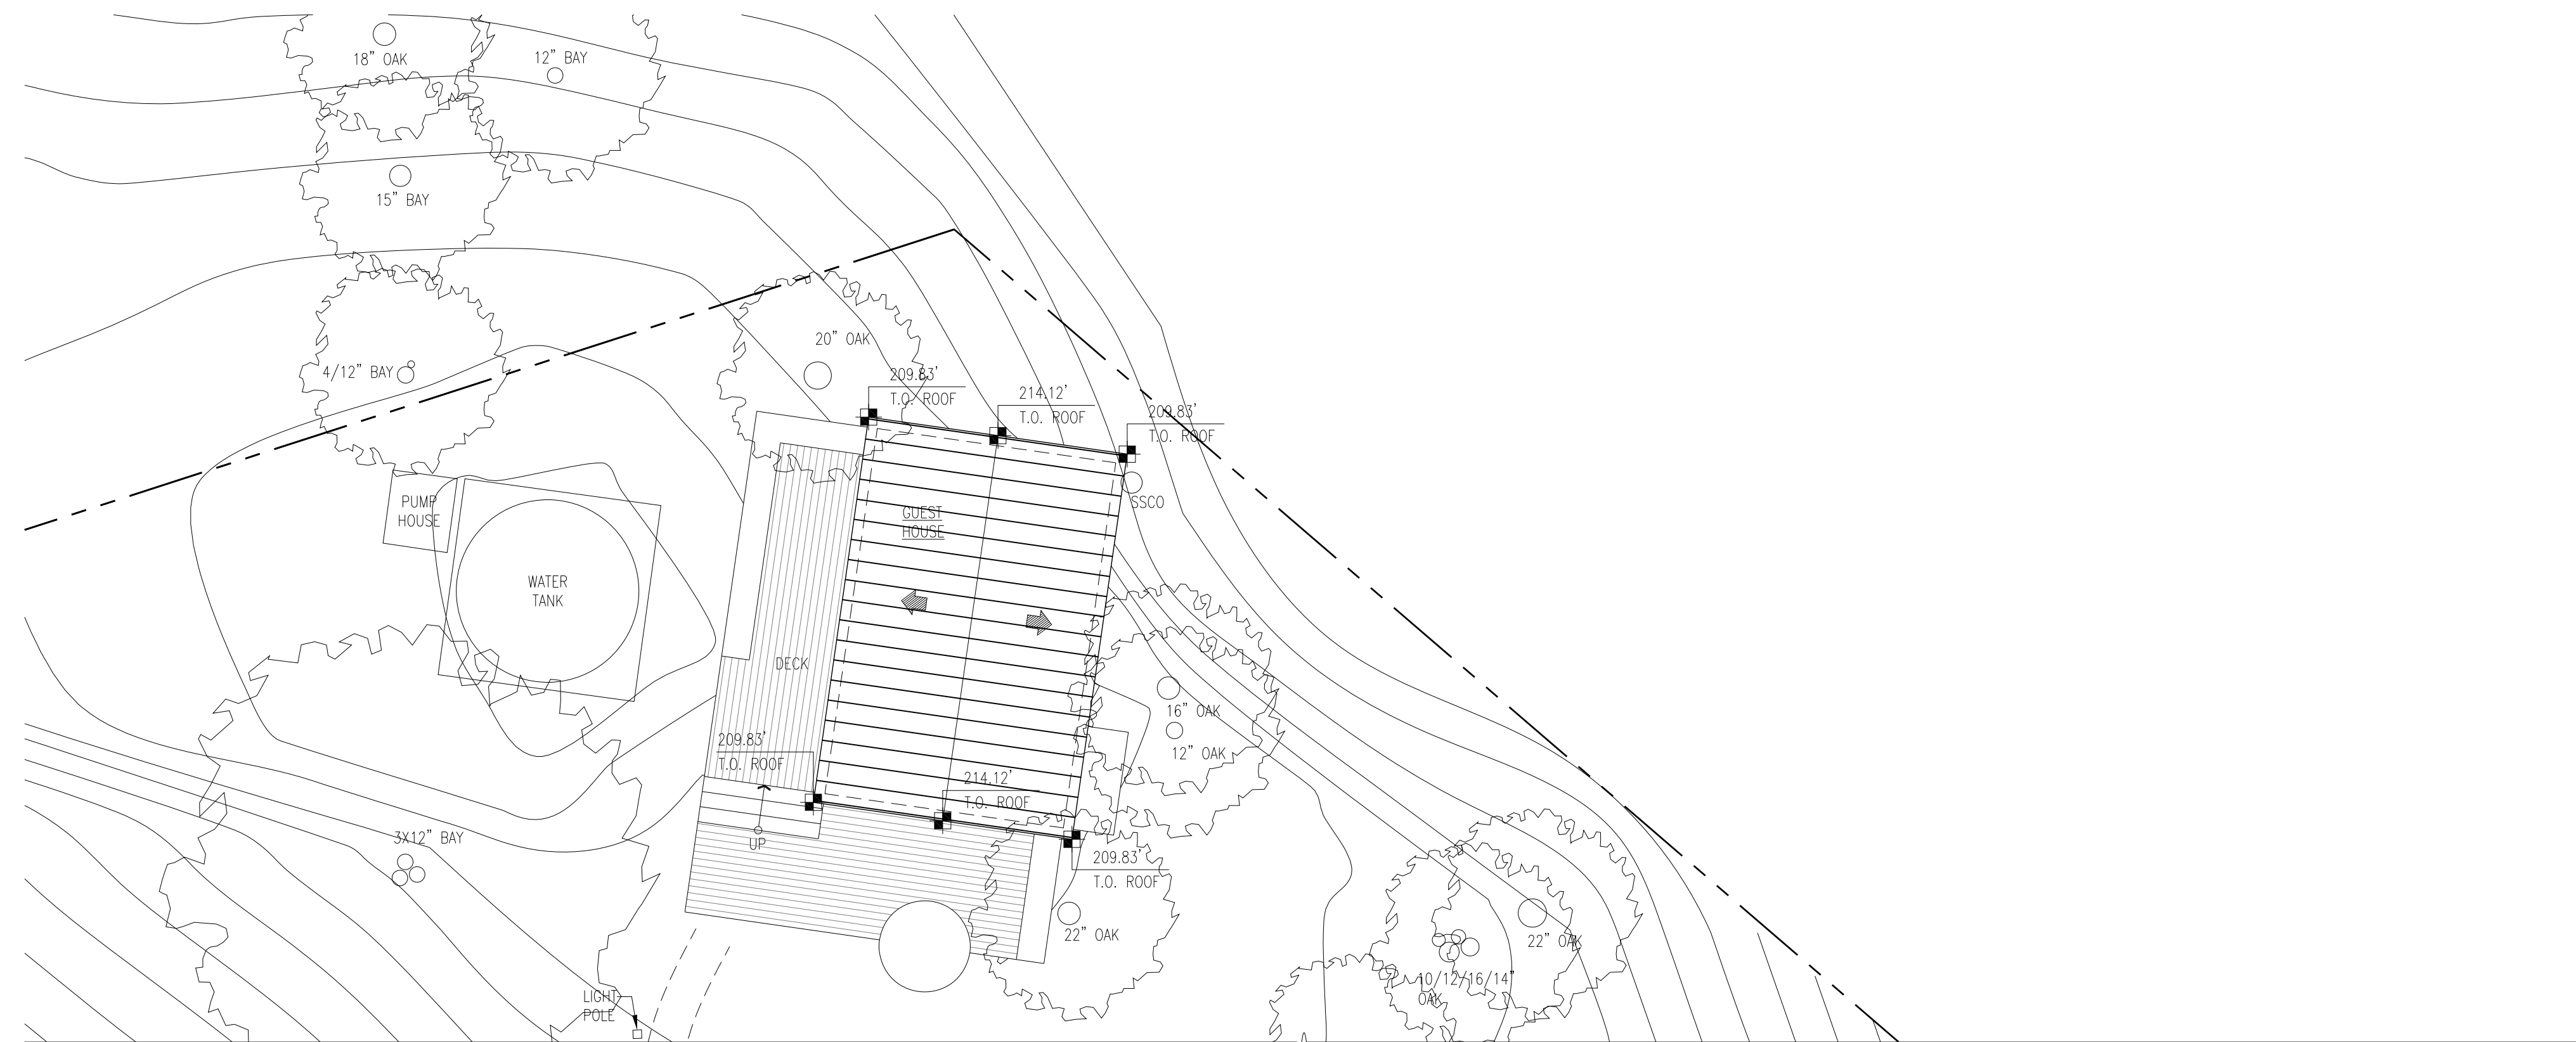 18" OAK
12" BAY
15" BAY
20" OAK
4/12" BAY
209.83'
T.O. ROOF
214.12'
T.O. ROOF
209.83'
T.O. ROOF
PUMP
HOUSE
SSCO
GUEST
HOUSE
WATER
TANK
DECK
16" OAK
12" OAK
209.83'
T.O. ROOF
214.12'
T.O. ROOF
3X12" BAY
UP
209.83'
T.O. ROOF
22" OAK
22" OAK
10/12/16/14"
OAK
LIGHT
POLE